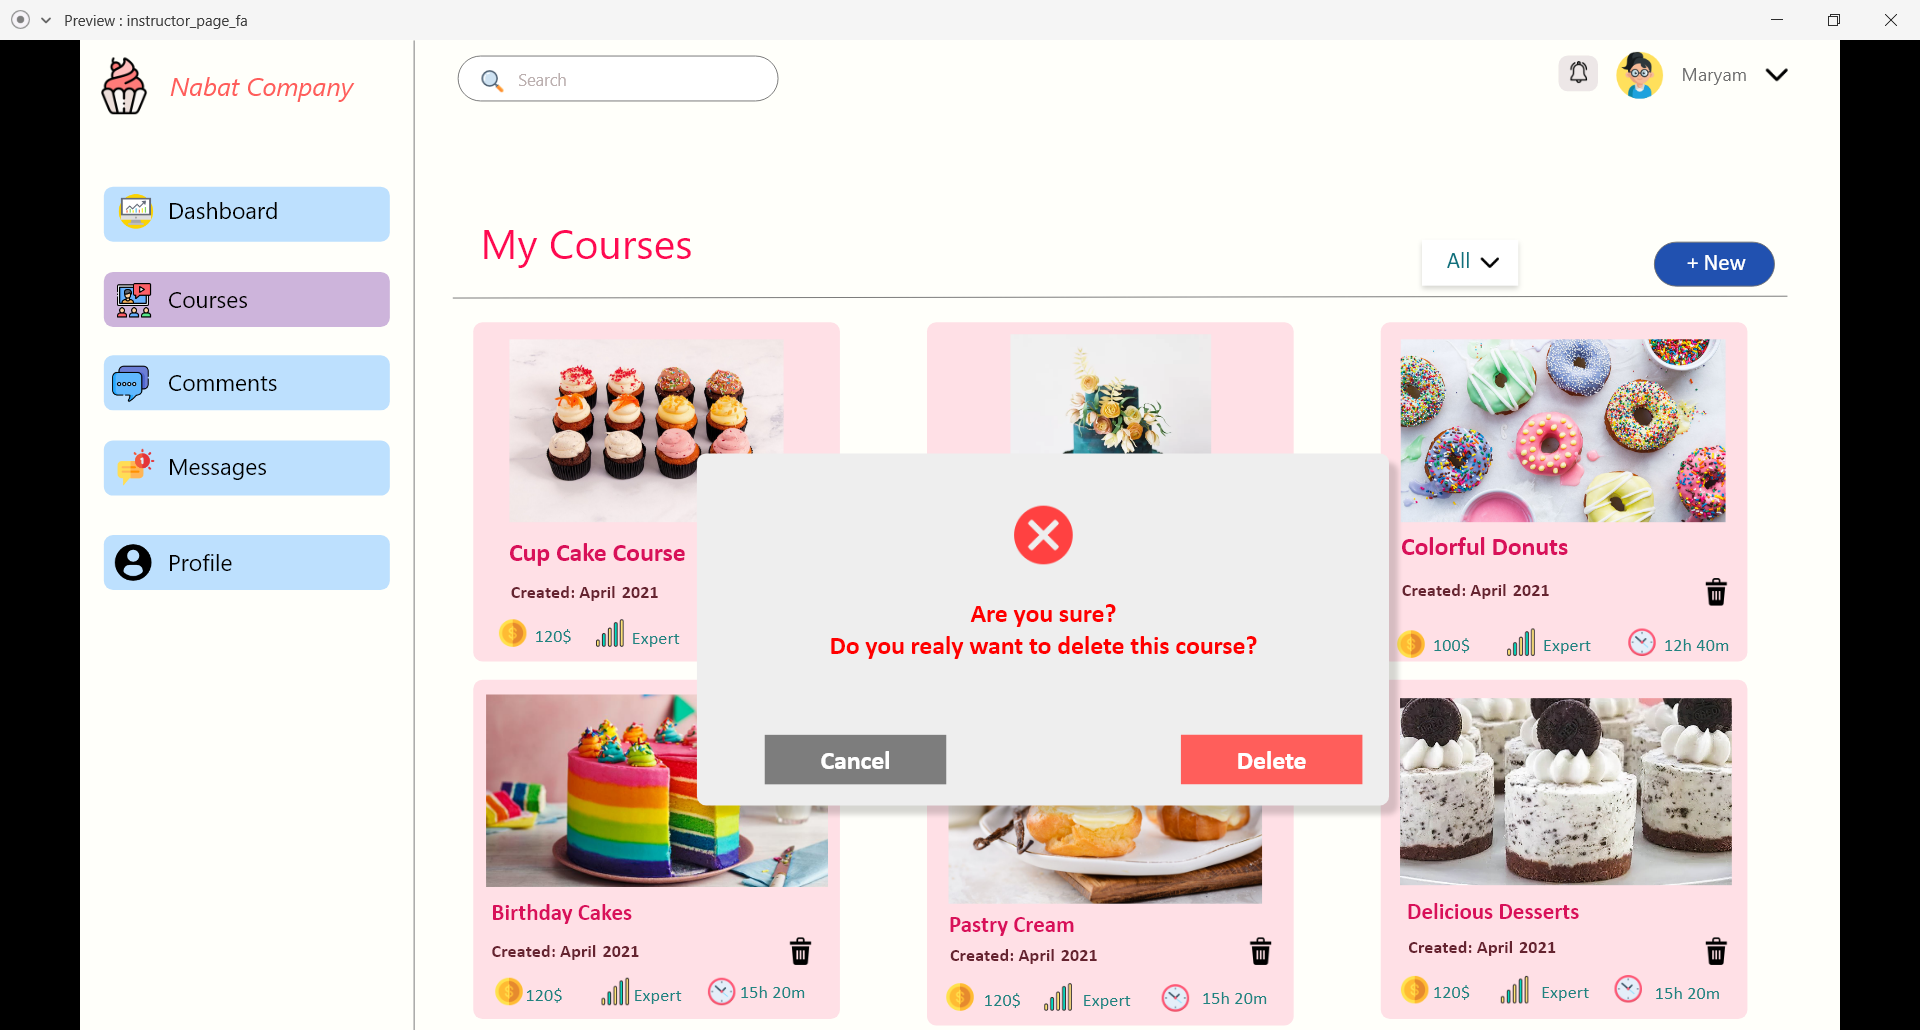 Preview : instructor_page_fa
Nabat Company
Search
Maryam
Dashboard
Courses
Comments
Messages
Profile
My Courses
All
+ New
Cup Cake Course
Created: April 2021
120$
Expert
Colorful Donuts
Created: April 2021
100$
Expert
12h 40m
Are you sure?
Do you realy want to delete this course?
Cancel
Delete
Birthday Cakes
Created: April 2021
120$
Expert
15h 20m
Pastry Cream
Created: April 2021
120$
Expert
15h 20m
Delicious Desserts
Created: April 2021
120$
Expert
15h 20m